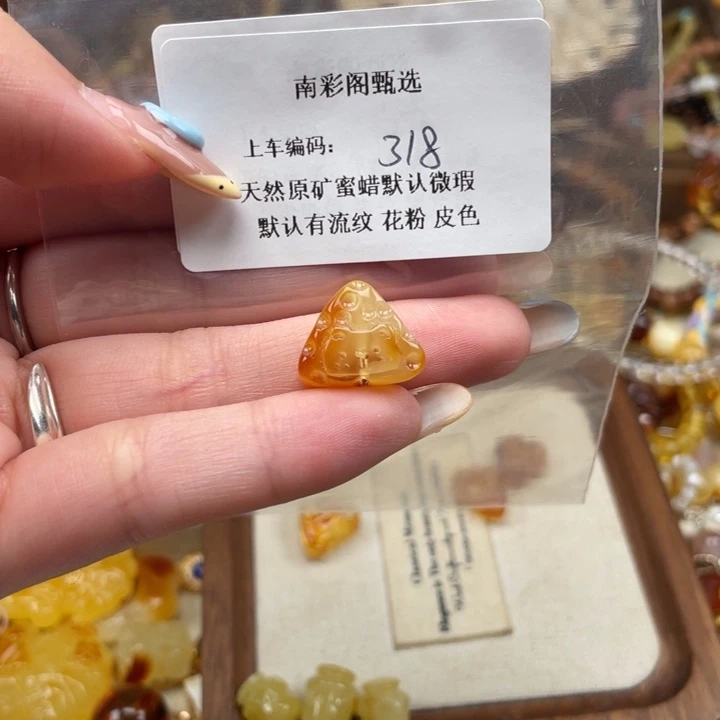 南彩阁甄选
上车编码： 318
天然原矿蜜蜡默认微瑕
默认有流纹 花粉 皮色